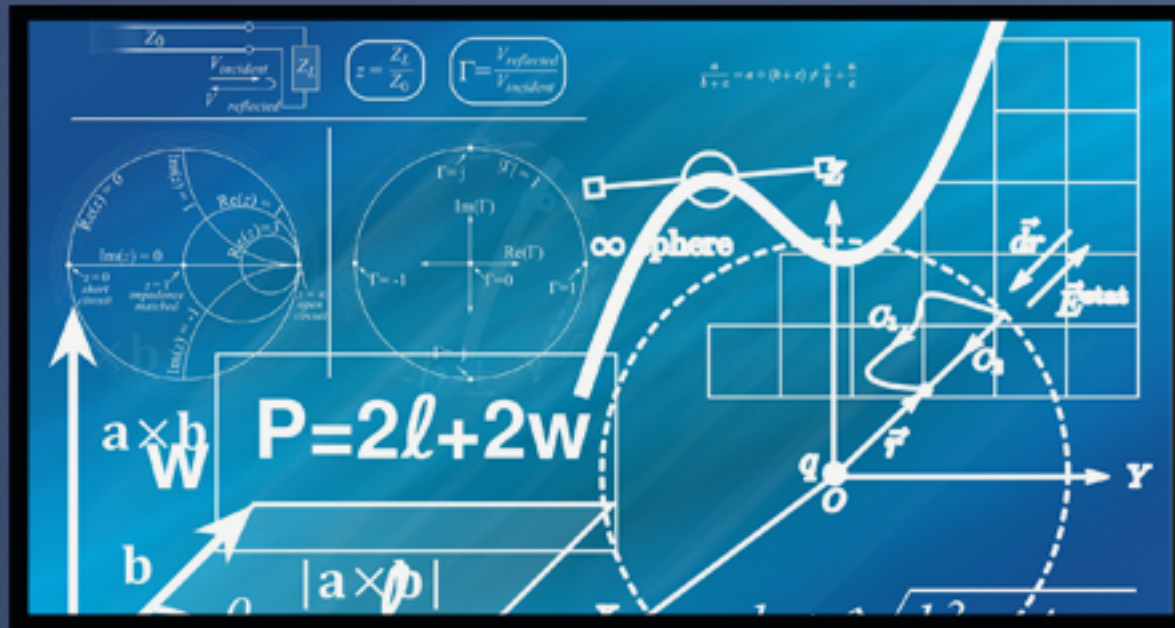 Z₀
Z_L
V_incident
V_reflected
z = Z_L / Z₀
Γ = V_reflected / V_incident
a/(b+c) = a ÷ (b+c) ≠ a/b + a/c
Re(z) = 0
Im(z) = 1
Re(z) =
Im(z) = 0
z = 0
short
circuit
z = 1
impedance
matched
z = ∞
open
circuit
Im(z) = -1
Γ = j
|Γ| = 1
Im(Γ)
Re(Γ)
Γ = -1
Γ = 0
Γ = 1
Z
∞ sphere
dr
E^stat
C₁
r
q
O
Y
a×b
W
P=2ℓ+2w
b
|a×b|
ℓ